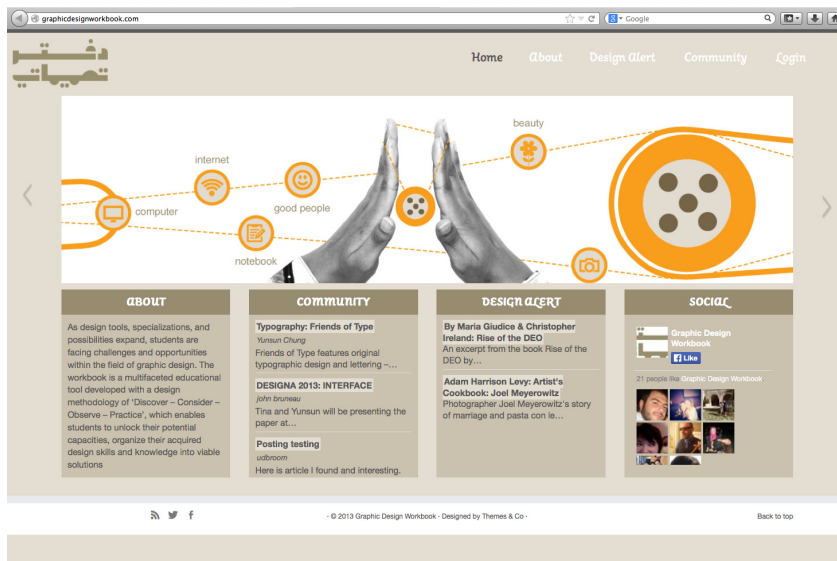 graphicdesignworkbook.com
Google
دفتر
Home About Design Alert Community Login
beauty
internet
good people
computer
notebook
ABOUT
As design tools, specializations, and
possibilities expand, students are
facing challenges and opportunities
within the field of graphic design. The
workbook is a multifaceted educational
tool developed with a design
methodology of 'Discover – Consider –
Observe – Practice', which enables
students to unlock their potential
capacities, organize their acquired
design skills and knowledge into viable
solutions
COMMUNITY
Typography: Friends of Type
Yunsun Chung
Friends of Type features original
typographic design and lettering –…
DESIGNA 2013: INTERFACE
john bruneau
Tina and Yunsun will be presenting the
paper at…
Posting testing
udbroom
Here is article I found and interesting.
DESIGN ALERT
By Maria Giudice & Christopher
Ireland: Rise of the DEO
An excerpt from the book Rise of the
DEO by…
Adam Harrison Levy: Artist's
Cookbook: Joel Meyerowitz
Photographer Joel Meyerowitz's story
of marriage and pasta con le…
SOCIAL
Graphic Design
Workbook
Like
21 people like Graphic Design Workbook
· © 2013 Graphic Design Workbook · Designed by Themes & Co ·
Back to top